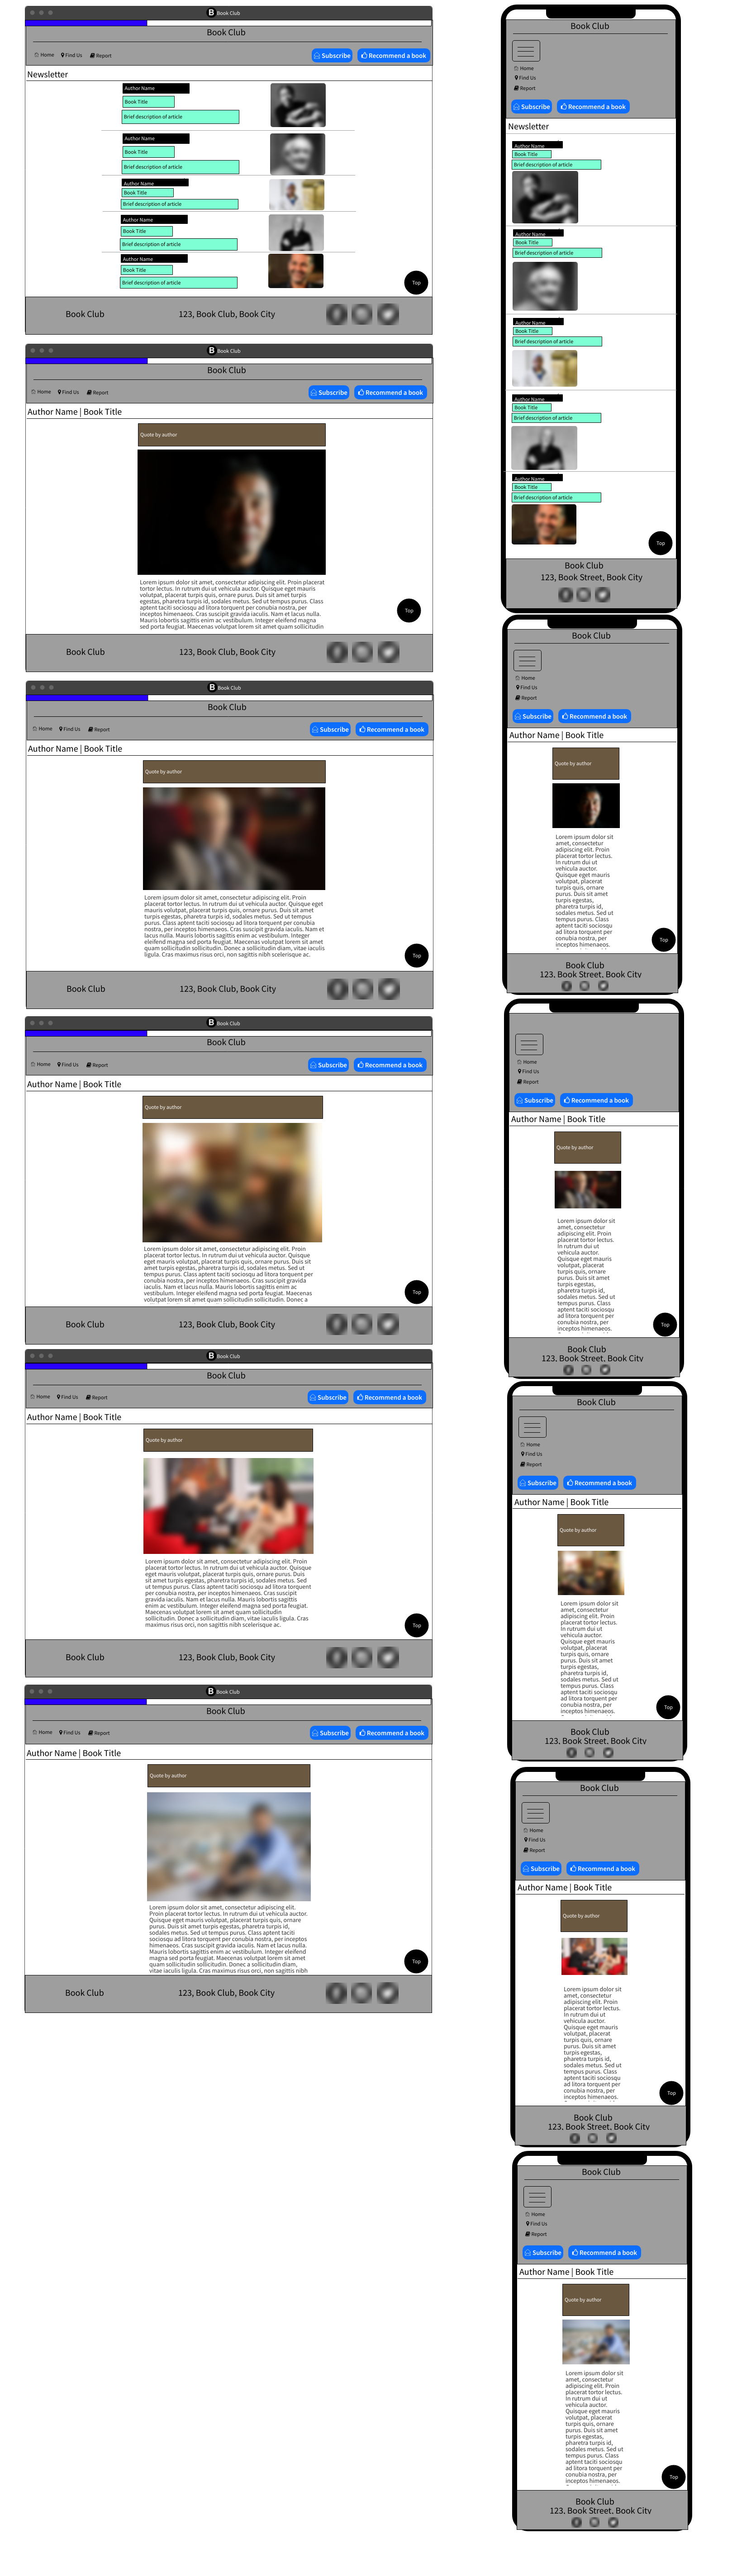 B Book Club
Book Club
Home Find Us Report Subscribe Recommend a book
Newsletter
Author Name
Book Title
Brief description of article
Author Name
Book Title
Brief description of article
Author Name
Book Title
Brief description of article
Author Name
Book Title
Brief description of article
Author Name
Book Title
Brief description of article
Top
Book Club 123, Book Club, Book City
B Book Club
Book Club
Home Find Us Report Subscribe Recommend a book
Author Name | Book Title
Quote by author
Lorem ipsum dolor sit amet, consectetur adipiscing elit. Proin placerat
tortor lectus. In rutrum dui ut vehicula auctor. Quisque eget mauris
volutpat, placerat turpis quis, ornare purus. Duis sit amet turpis
egestas, pharetra turpis id, sodales metus. Sed ut tempus purus. Class
aptent taciti sociosqu ad litora torquent per conubia nostra, per
inceptos himenaeos. Cras suscipit gravida iaculis. Nam et lacus nulla.
Mauris lobortis sagittis enim ac vestibulum. Integer eleifend magna
sed porta feugiat. Maecenas volutpat lorem sit amet quam sollicitudin
Top
Book Club 123, Book Club, Book City
B Book Club
Book Club
Home Find Us Report Subscribe Recommend a book
Author Name | Book Title
Quote by author
Lorem ipsum dolor sit amet, consectetur adipiscing elit. Proin
placerat tortor lectus. In rutrum dui ut vehicula auctor. Quisque eget
mauris volutpat, placerat turpis quis, ornare purus. Duis sit amet
turpis egestas, pharetra turpis id, sodales metus. Sed ut tempus
purus. Class aptent taciti sociosqu ad litora torquent per conubia
nostra, per inceptos himenaeos. Cras suscipit gravida iaculis. Nam et
lacus nulla. Mauris lobortis sagittis enim ac vestibulum. Integer
eleifend magna sed porta feugiat. Maecenas volutpat lorem sit amet
quam sollicitudin sollicitudin. Donec a sollicitudin diam, vitae iaculis
ligula. Cras maximus risus orci, non sagittis nibh scelerisque ac.
Top
Book Club 123, Book Club, Book City
B Book Club
Book Club
Home Find Us Report Subscribe Recommend a book
Author Name | Book Title
Quote by author
Lorem ipsum dolor sit amet, consectetur adipiscing elit. Proin
placerat tortor lectus. In rutrum dui ut vehicula auctor. Quisque
eget mauris volutpat, placerat turpis quis, ornare purus. Duis sit
amet turpis egestas, pharetra turpis id, sodales metus. Sed ut
tempus purus. Class aptent taciti sociosqu ad litora torquent per
conubia nostra, per inceptos himenaeos. Cras suscipit gravida
iaculis. Nam et lacus nulla. Mauris lobortis sagittis enim ac
vestibulum. Integer eleifend magna sed porta feugiat. Maecenas
volutpat lorem sit amet quam sollicitudin sollicitudin. Donec a
Top
Book Club 123, Book Club, Book City
B Book Club
Book Club
Home Find Us Report Subscribe Recommend a book
Author Name | Book Title
Quote by author
Lorem ipsum dolor sit amet, consectetur adipiscing elit. Proin
placerat tortor lectus. In rutrum dui ut vehicula auctor. Quisque
eget mauris volutpat, placerat turpis quis, ornare purus. Duis
sit amet turpis egestas, pharetra turpis id, sodales metus. Sed
ut tempus purus. Class aptent taciti sociosqu ad litora torquent
per conubia nostra, per inceptos himenaeos. Cras suscipit
gravida iaculis. Nam et lacus nulla. Mauris lobortis sagittis
enim ac vestibulum. Integer eleifend magna sed porta feugiat.
Maecenas volutpat lorem sit amet quam sollicitudin
sollicitudin. Donec a sollicitudin diam, vitae iaculis ligula. Cras
maximus risus orci, non sagittis nibh scelerisque ac.
Top
Book Club 123, Book Club, Book City
B Book Club
Book Club
Home Find Us Report Subscribe Recommend a book
Author Name | Book Title
Quote by author
Lorem ipsum dolor sit amet, consectetur adipiscing elit.
Proin placerat tortor lectus. In rutrum dui ut vehicula auctor.
Quisque eget mauris volutpat, placerat turpis quis, ornare
purus. Duis sit amet turpis egestas, pharetra turpis id,
sodales metus. Sed ut tempus purus. Class aptent taciti
sociosqu ad litora torquent per conubia nostra, per inceptos
himenaeos. Cras suscipit gravida iaculis. Nam et lacus nulla.
Mauris lobortis sagittis enim ac vestibulum. Integer eleifend
magna sed porta feugiat. Maecenas volutpat lorem sit amet
quam sollicitudin sollicitudin. Donec a sollicitudin diam,
vitae iaculis ligula. Cras maximus risus orci, non sagittis nibh
Top
Book Club 123, Book Club, Book City
Book Club
Home
Find Us
Report
Subscribe Recommend a book
Newsletter
Author Name
Book Title
Brief description of article
Author Name
Book Title
Brief description of article
Author Name
Book Title
Brief description of article
Author Name
Book Title
Brief description of article
Author Name
Book Title
Brief description of article
Top
Book Club
123, Book Street, Book City
Book Club
Home
Find Us
Report
Subscribe Recommend a book
Author Name | Book Title
Quote by author
Lorem ipsum dolor sit
amet, consectetur
adipiscing elit. Proin
placerat tortor lectus.
In rutrum dui ut
vehicula auctor.
Quisque eget mauris
volutpat, placerat
turpis quis, ornare
purus. Duis sit amet
turpis egestas,
pharetra turpis id,
sodales metus. Sed ut
tempus purus. Class
aptent taciti sociosqu
ad litora torquent per
conubia nostra, per
inceptos himenaeos.
Top
Book Club
123, Book Street, Book City
Home
Find Us
Report
Subscribe Recommend a book
Author Name | Book Title
Quote by author
Lorem ipsum dolor sit
amet, consectetur
adipiscing elit. Proin
placerat tortor lectus.
In rutrum dui ut
vehicula auctor.
Quisque eget mauris
volutpat, placerat
turpis quis, ornare
purus. Duis sit amet
turpis egestas,
pharetra turpis id,
sodales metus. Sed ut
tempus purus. Class
aptent taciti sociosqu
ad litora torquent per
conubia nostra, per
inceptos himenaeos.
Top
Book Club
123, Book Street, Book City
Book Club
Home
Find Us
Report
Subscribe Recommend a book
Author Name | Book Title
Quote by author
Lorem ipsum dolor sit
amet, consectetur
adipiscing elit. Proin
placerat tortor lectus.
In rutrum dui ut
vehicula auctor.
Quisque eget mauris
volutpat, placerat
turpis quis, ornare
purus. Duis sit amet
turpis egestas,
pharetra turpis id,
sodales metus. Sed ut
tempus purus. Class
aptent taciti sociosqu
ad litora torquent per
conubia nostra, per
inceptos himenaeos.
Top
Book Club
123, Book Street, Book City
Book Club
Home
Find Us
Report
Subscribe Recommend a book
Author Name | Book Title
Quote by author
Lorem ipsum dolor sit
amet, consectetur
adipiscing elit. Proin
placerat tortor lectus.
In rutrum dui ut
vehicula auctor.
Quisque eget mauris
volutpat, placerat
turpis quis, ornare
purus. Duis sit amet
turpis egestas,
pharetra turpis id,
sodales metus. Sed ut
tempus purus. Class
aptent taciti sociosqu
ad litora torquent per
conubia nostra, per
inceptos himenaeos.
Top
Book Club
123, Book Street, Book City
Book Club
Home
Find Us
Report
Subscribe Recommend a book
Author Name | Book Title
Quote by author
Lorem ipsum dolor sit
amet, consectetur
adipiscing elit. Proin
placerat tortor lectus.
In rutrum dui ut
vehicula auctor.
Quisque eget mauris
volutpat, placerat
turpis quis, ornare
purus. Duis sit amet
turpis egestas,
pharetra turpis id,
sodales metus. Sed ut
tempus purus. Class
aptent taciti sociosqu
ad litora torquent per
conubia nostra, per
inceptos himenaeos.
Top
Book Club
123, Book Street, Book City